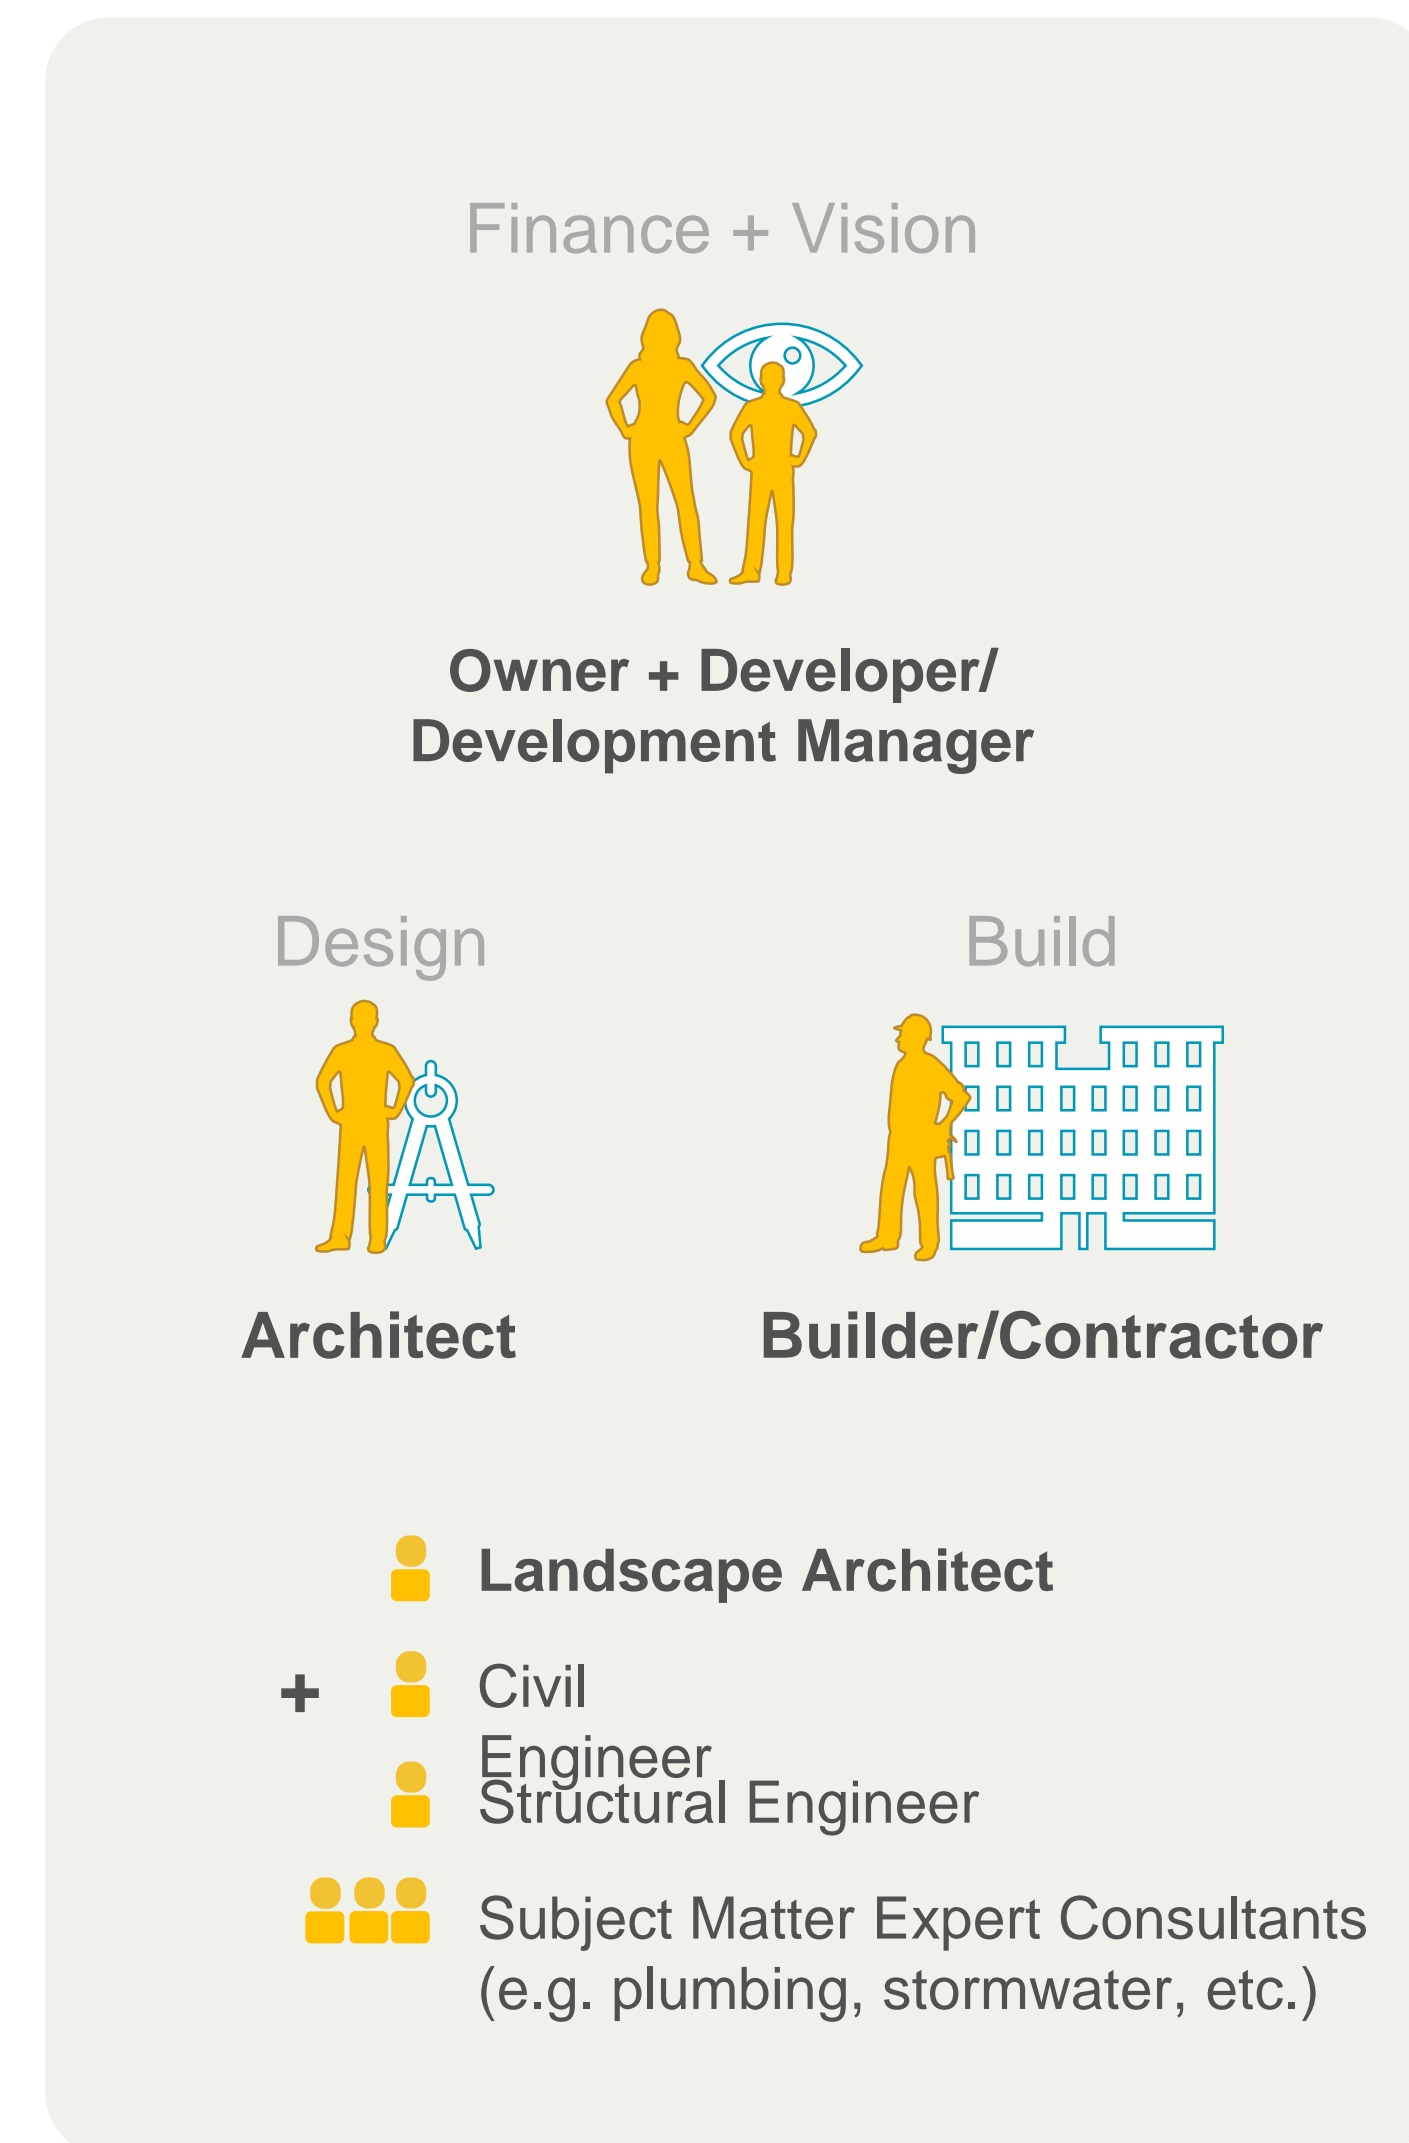 Finance + Vision
Owner + Developer/
Development Manager
Design
Build
Architect
Builder/Contractor
Landscape Architect
+
Civil
Engineer
Structural Engineer
Subject Matter Expert Consultants
(e.g. plumbing, stormwater, etc.)